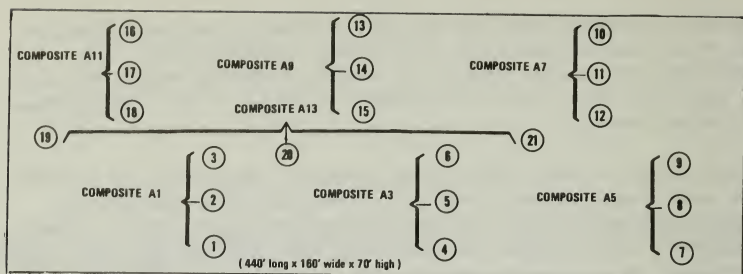 16 13 10
COMPOSITE A11
17 COMPOSITE A9 14 COMPOSITE A7 11
18 COMPOSITE A13 15 12
19 20 21
3 6 9
COMPOSITE A1 2 COMPOSITE A3 5 COMPOSITE A5 8
1 4 7
( 440' long x 160' wide x 70' high )